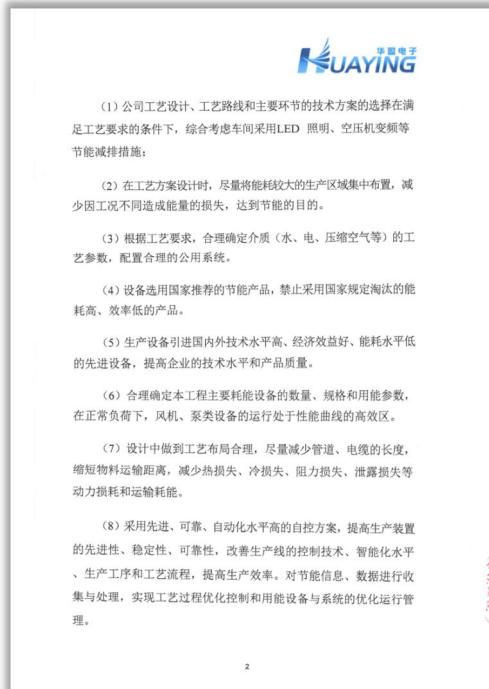 华盈电子
HUAYING
（1）公司工艺设计、工艺路线和主要环节的技术方案的选择在满
足工艺要求的条件下，综合考虑车间采用LED 照明、空压机变频等
节能减排措施；
（2）在工艺方案设计时，尽量将能耗较大的生产区域集中布置，减
少因工况不同造成能量的损失，达到节能的目的。
（3）根据工艺要求，合理确定介质（水、电、压缩空气等）的工
艺参数，配置合理的公用系统。
（4）设备选用国家推荐的节能产品，禁止采用国家规定淘汰的能
耗高、效率低的产品。
（5）生产设备引进国内外技术水平高、经济效益好、能耗水平低
的先进设备，提高企业的技术水平和产品质量。
（6）合理确定本工程主要耗能设备的数量、规格和用能参数，
在正常负荷下，风机、泵类设备的运行处于性能曲线的高效区。
（7）设计中做到工艺布局合理，尽量减少管道、电缆的长度，
缩短物料运输距离，减少热损失、冷损失、阻力损失、泄露损失等
动力损耗和运输耗能。
（8）采用先进、可靠、自动化水平高的自控方案，提高生产装置
的先进性、稳定性、可靠性，改善生产线的控制技术、智能化水平
、生产工序和工艺流程，提高生产效率。对节能信息、数据进行收
集与处理，实现工艺过程优化控制和用能设备与系统的优化运行管
理。
2